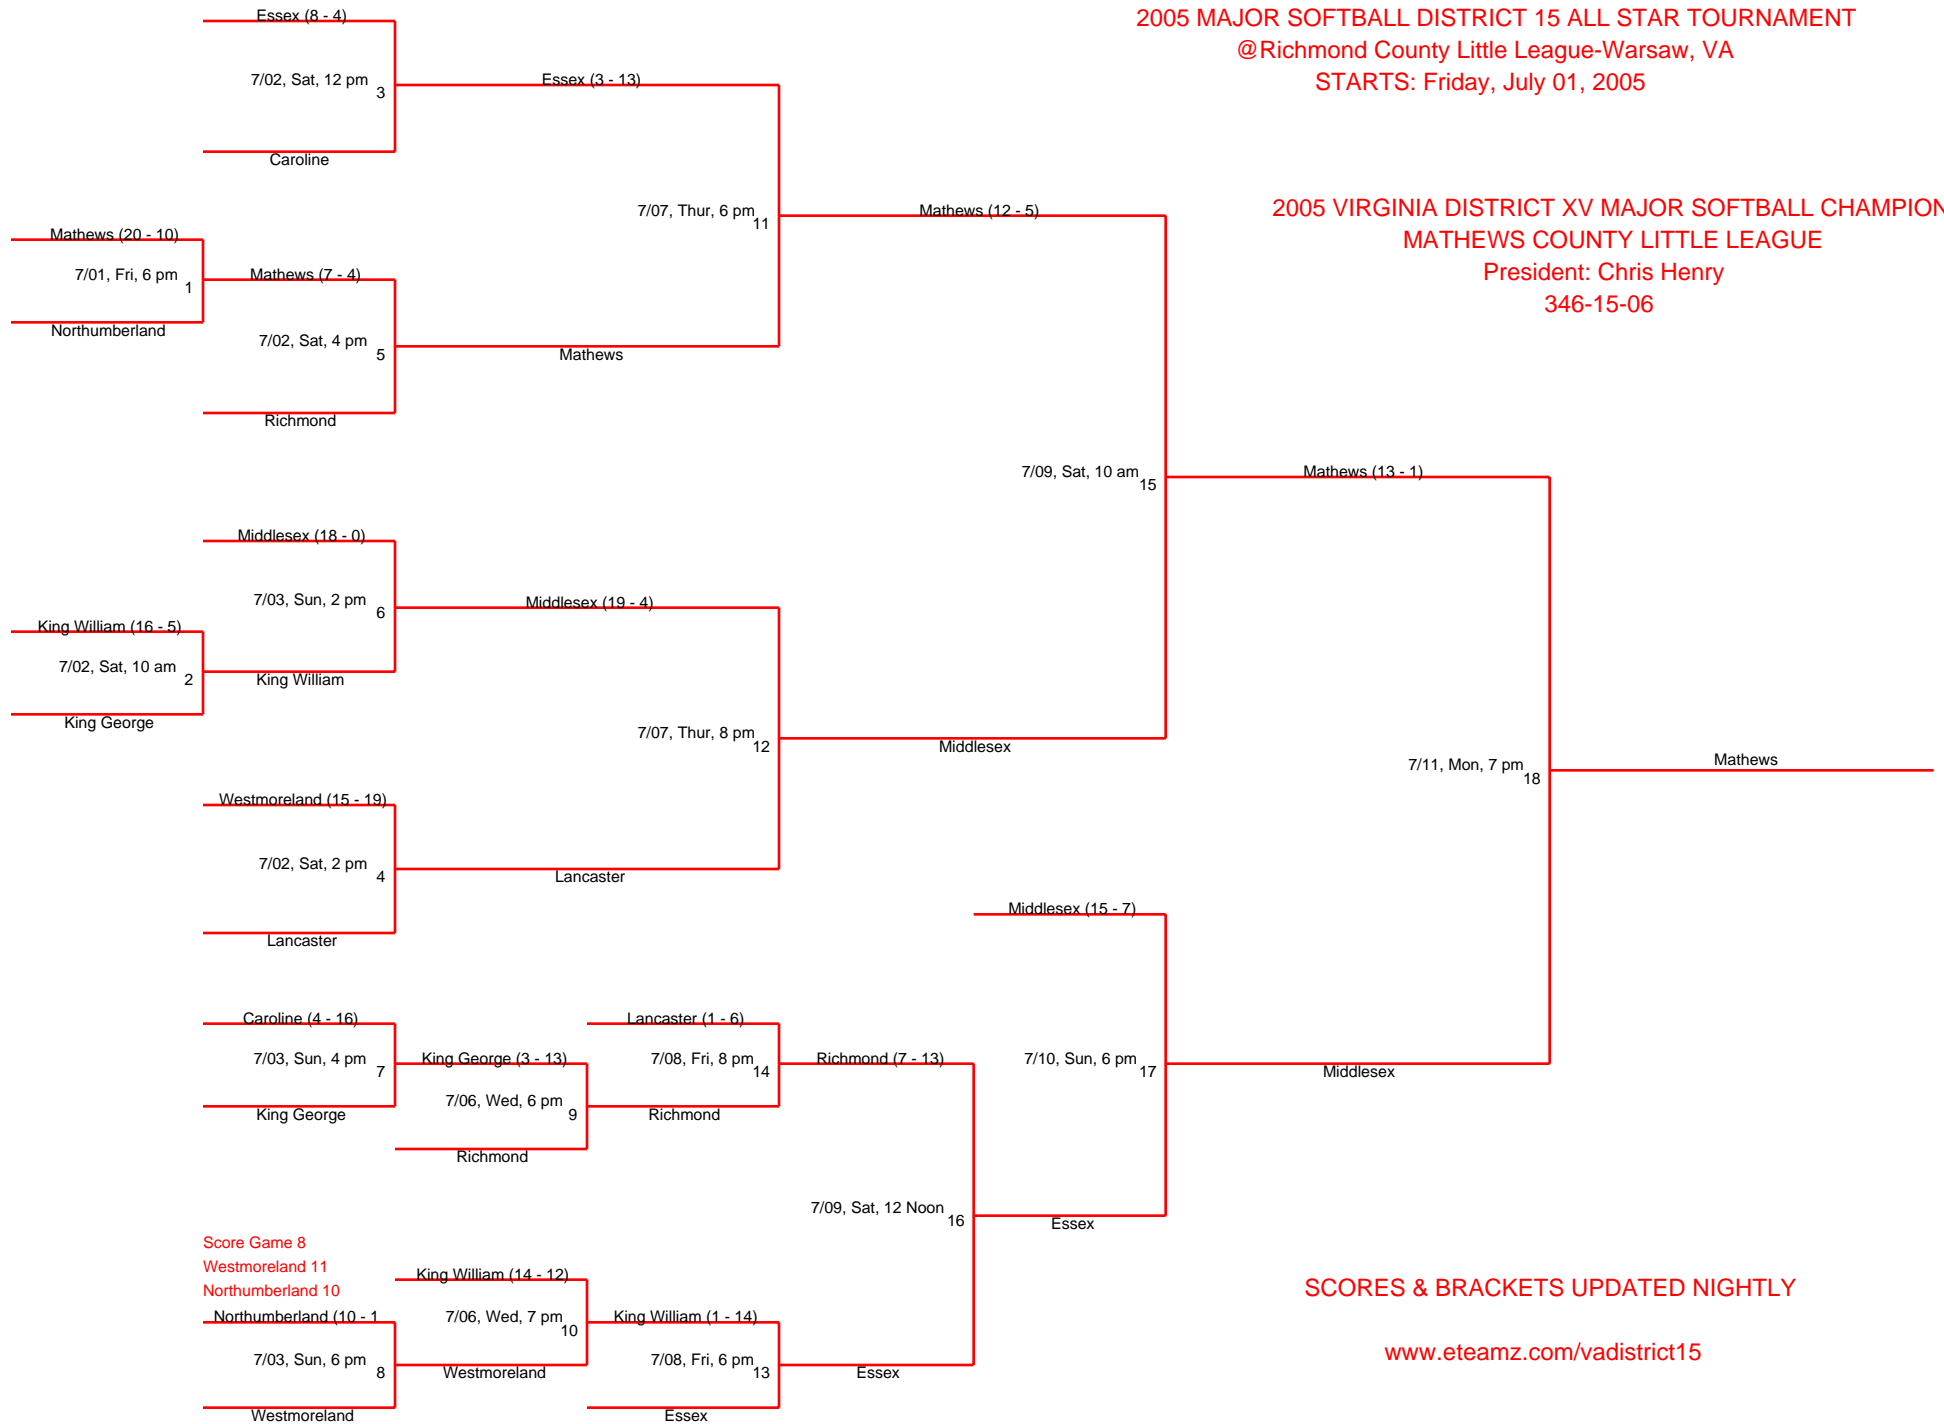 2005 MAJOR SOFTBALL DISTRICT 15 ALL STAR TOURNAMENT
@Richmond County Little League-Warsaw, VA
STARTS: Friday, July 01, 2005
2005 VIRGINIA DISTRICT XV MAJOR SOFTBALL CHAMPION
MATHEWS COUNTY LITTLE LEAGUE
President: Chris Henry
346-15-06
Essex (8 - 4)
7/02, Sat, 12 pm
3
Caroline
Essex (3 - 13)
7/07, Thur, 6 pm
11
Mathews (20 - 10)
7/01, Fri, 6 pm
1
Northumberland
Mathews (7 - 4)
7/02, Sat, 4 pm
5
Richmond
Mathews
Mathews (12 - 5)
7/09, Sat, 10 am
15
Mathews (13 - 1)
Middlesex (18 - 0)
7/03, Sun, 2 pm
6
King William (16 - 5)
7/02, Sat, 10 am
2
King George
King William
Middlesex (19 - 4)
7/07, Thur, 8 pm
12
Middlesex
Westmoreland (15 - 19)
7/02, Sat, 2 pm
4
Lancaster
Lancaster
7/11, Mon, 7 pm
18
Mathews
Middlesex (15 - 7)
7/10, Sun, 6 pm
17
Middlesex
Caroline (4 - 16)
7/03, Sun, 4 pm
7
King George
King George (3 - 13)
7/06, Wed, 6 pm
9
Richmond
Lancaster (1 - 6)
7/08, Fri, 8 pm
14
Richmond
Richmond (7 - 13)
7/09, Sat, 12 Noon
16
Essex
Score Game 8
Westmoreland 11
Northumberland 10
Northumberland (10 - 1
7/03, Sun, 6 pm
8
Westmoreland
King William (14 - 12)
7/06, Wed, 7 pm
10
Westmoreland
King William (1 - 14)
7/08, Fri, 6 pm
13
Essex
Essex
SCORES & BRACKETS UPDATED NIGHTLY
www.eteamz.com/vadistrict15